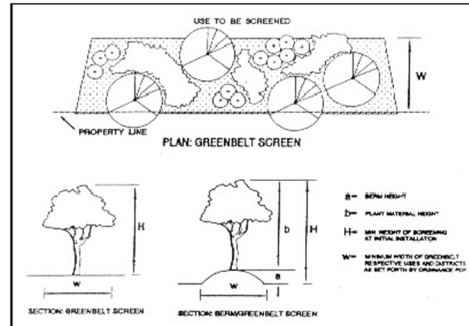 USE TO BE SCREENED
W
PROPERTY LINE
PLAN: GREENBELT SCREEN
H
W
SECTION: GREENBELT SCREEN
b
H
a
W
SECTION: BERM/GREENBELT SCREEN
a= BERM HEIGHT
b= PLANT MATERIAL HEIGHT
H= MIN. HEIGHT OF SCREENING
AT INITIAL INSTALLATION
W= MINIMUM WIDTH OF GREENBELT
RESPECTIVE USES AND DISTRICTS
AS SET FORTH BY ORDINANCE